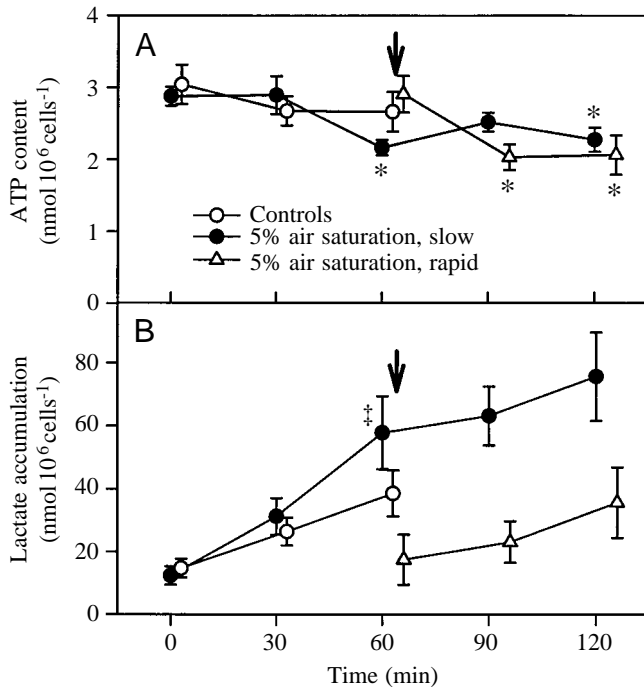 A
4
3
2
1
0
ATP content
(nmol 10⁶ cells⁻¹)
*
*
*
*
Controls
5% air saturation, slow
5% air saturation, rapid
B
80
60
40
20
0
Lactate accumulation
(nmol 10⁶ cells⁻¹)
‡
0 30 60 90 120
Time (min)